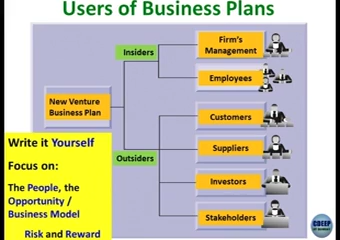 Users of Business Plans
Insiders
Firm's
Management
Employees
New Venture
Business Plan
Customers
Outsiders
Suppliers
Investors
Stakeholders
Write it Yourself
Focus on:
The People, the
Opportunity /
Business Model
Risk and Reward
CDEEP